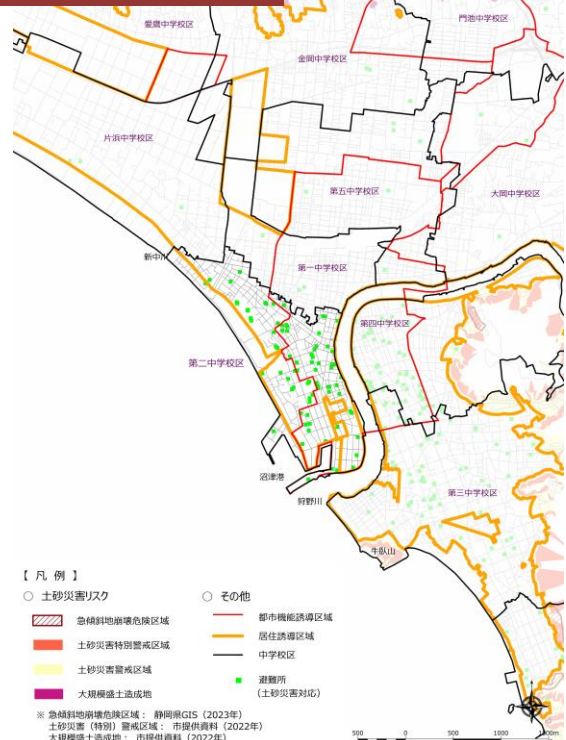 愛鷹中学校区
門池中学校区
金岡中学校区
片浜中学校区
第五中学校区
大岡中学校区
新中川
第一中学校区
第四中学校区
第二中学校区
沼津港
狩野川
第三中学校区
牛臥山
【 凡 例 】
○ 土砂災害リスク
急傾斜地崩壊危険区域
土砂災害特別警戒区域
土砂災害警戒区域
大規模盛土造成地
○ その他
都市機能誘導区域
居住誘導区域
中学校区
避難所
(土砂災害対応)
※ 急傾斜地崩壊危険区域： 静岡県GIS（2023年）
土砂災害（特別）警戒区域： 市提供資料（2022年）
大規模盛土造成地： 市提供資料（2022年）
500 0 500 1000 1500m